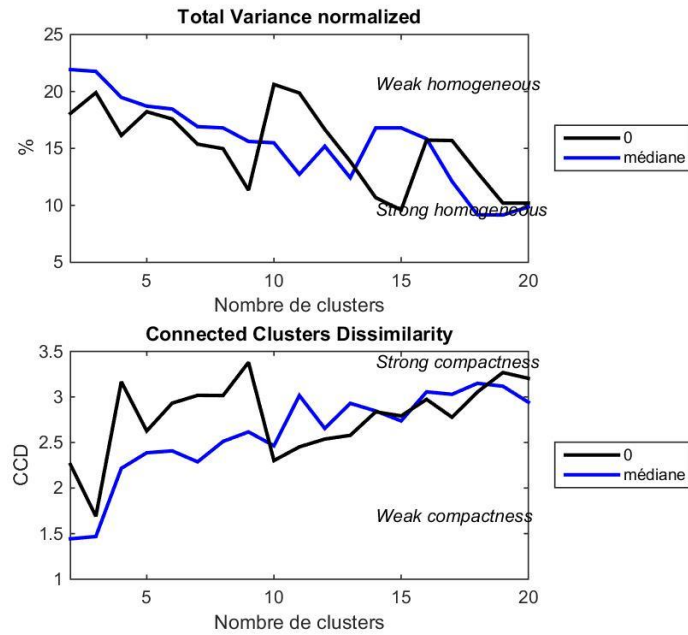 Total Variance normalized
25
20
15
10
5
%
Weak homogeneous
Strong homogeneous
5
10
15
20
Nombre de clusters
0
médiane
Connected Clusters Dissimilarity
3.5
3
2.5
2
1.5
1
CCD
Strong compactness
Weak compactness
5
10
15
20
Nombre de clusters
0
médiane